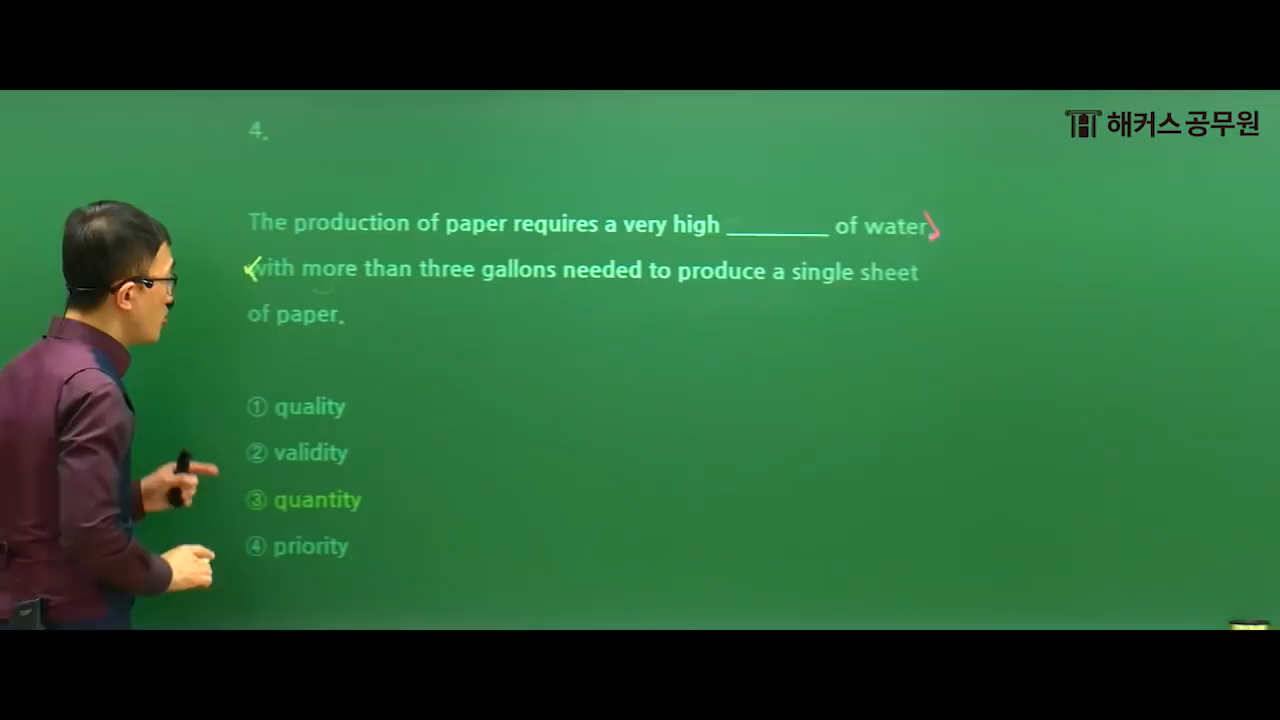 해커스 공무원
4.
The production of paper requires a very high ________ of water,
with more than three gallons needed to produce a single sheet
of paper.
① quality
② validity
③ quantity
④ priority